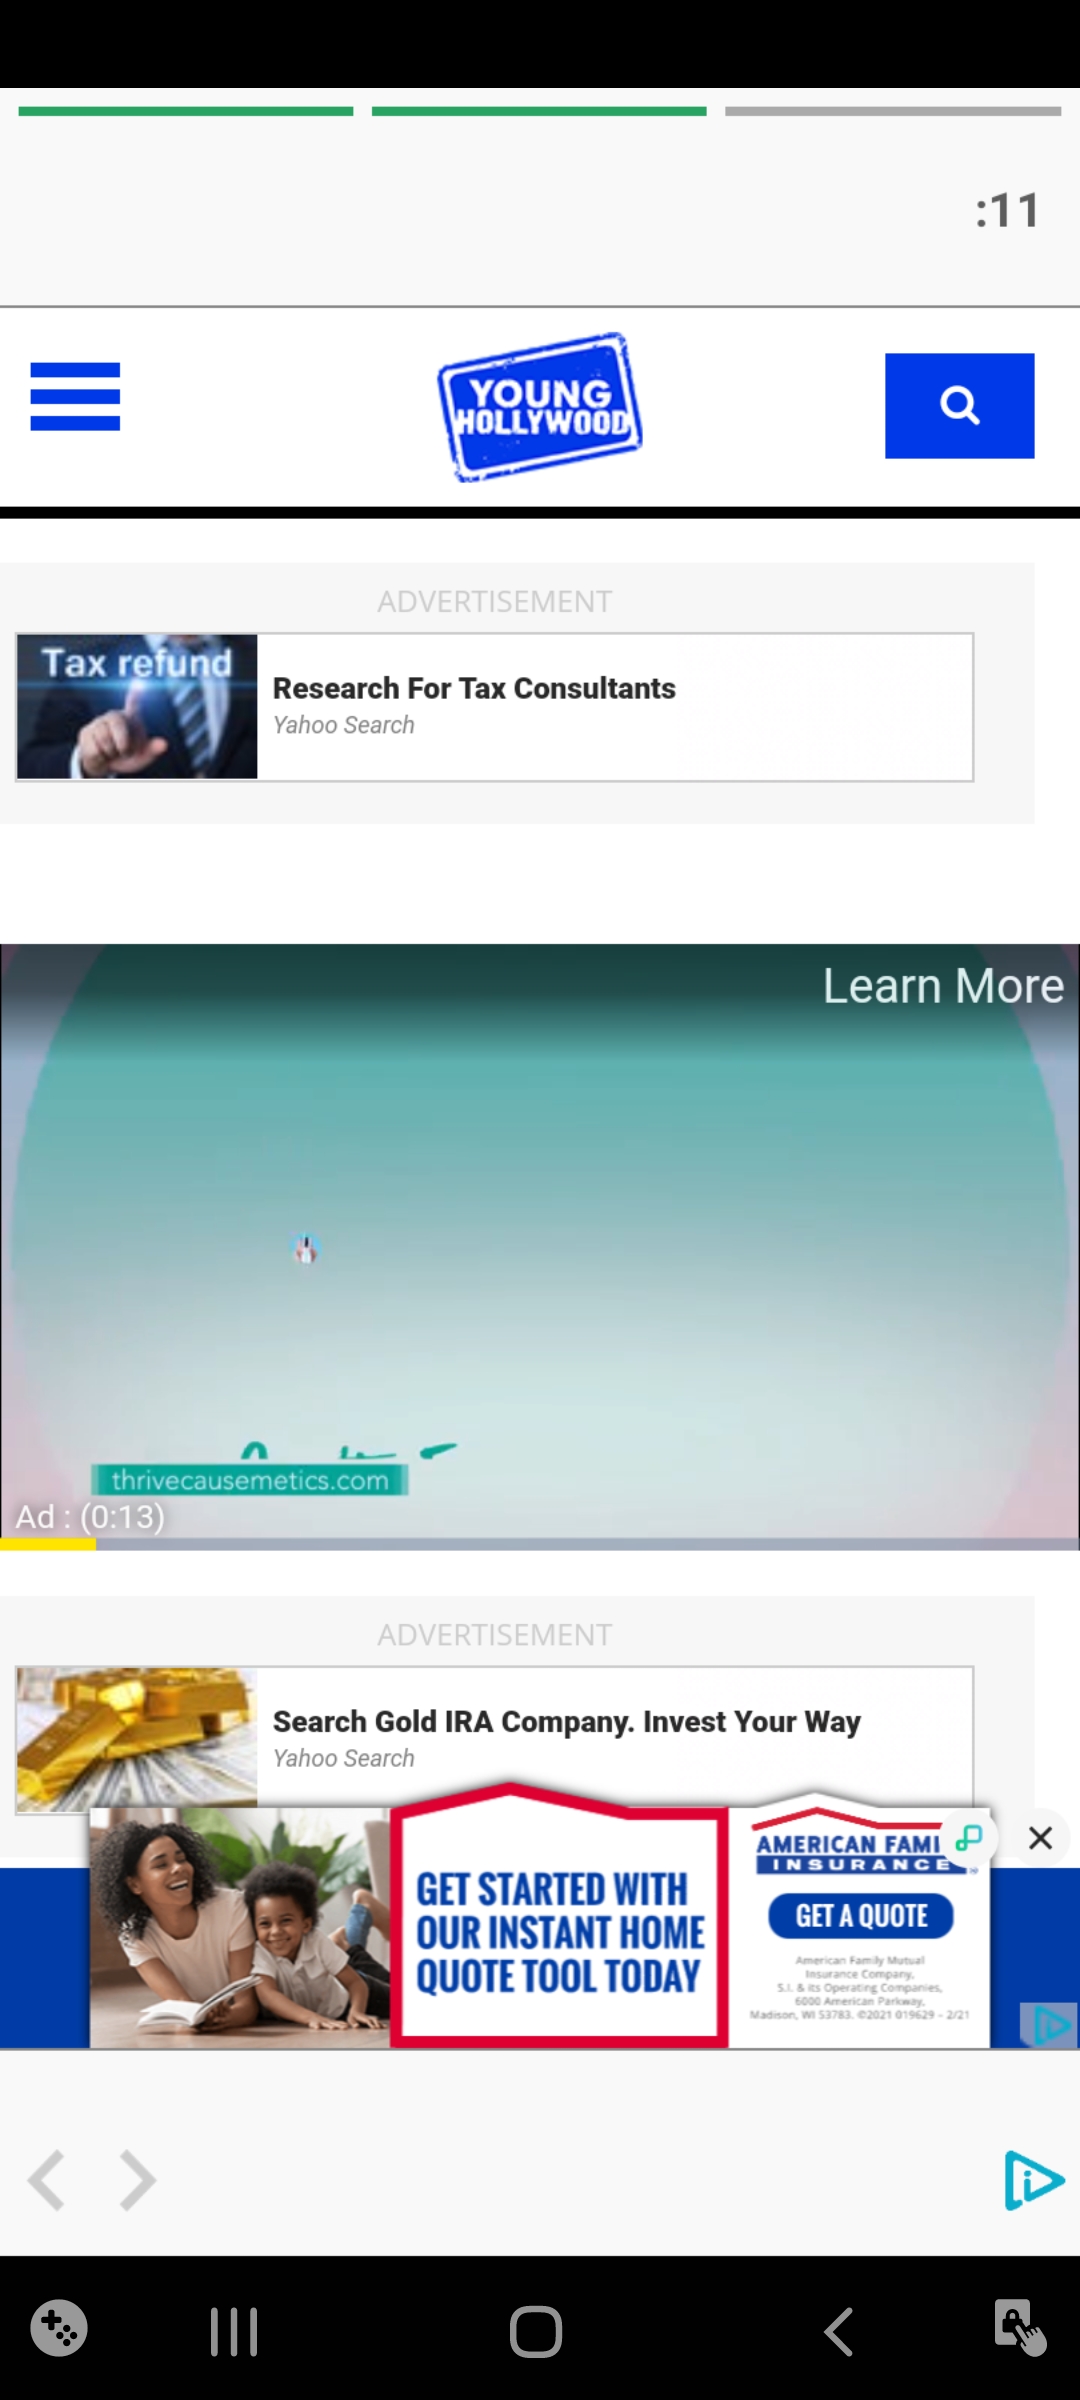 :11
YOUNG
HOLLYWOOD
ADVERTISEMENT
Tax refund
Research For Tax Consultants
Yahoo Search
Learn More
thrivecausemetics.com
Ad : (0:13)
ADVERTISEMENT
Search Gold IRA Company. Invest Your Way
Yahoo Search
GET STARTED WITH
OUR INSTANT HOME
QUOTE TOOL TODAY
AMERICAN FAMI
INSURANCE
GET A QUOTE
American Family Mutual
Insurance Company,
S.I. & its Operating Companies,
6000 American Parkway,
Madison, WI 53783. ©2021 019629 – 2/21